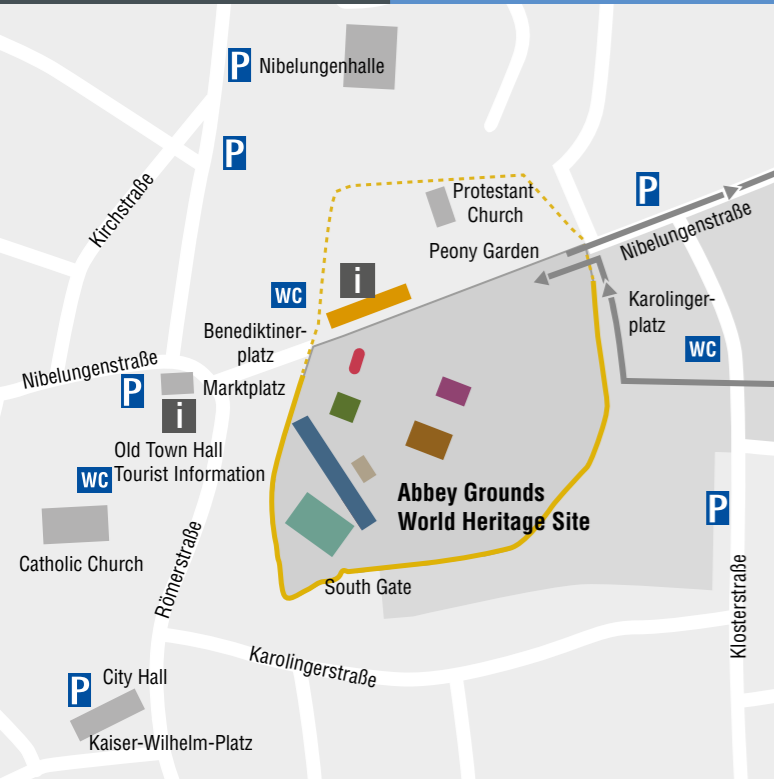 P Nibelungenhalle
P
Kirchstraße
Protestant
Church
P
Nibelungenstraße
Peony Garden
i
WC
Karolinger-
platz
WC
Benediktiner-
platz
Nibelungenstraße
P
Marktplatz
i
Old Town Hall
Tourist Information
WC
Abbey Grounds
World Heritage Site
P
Catholic Church
Römerstraße
South Gate
Klosterstraße
Karolingerstraße
P
City Hall
Kaiser-Wilhelm-Platz